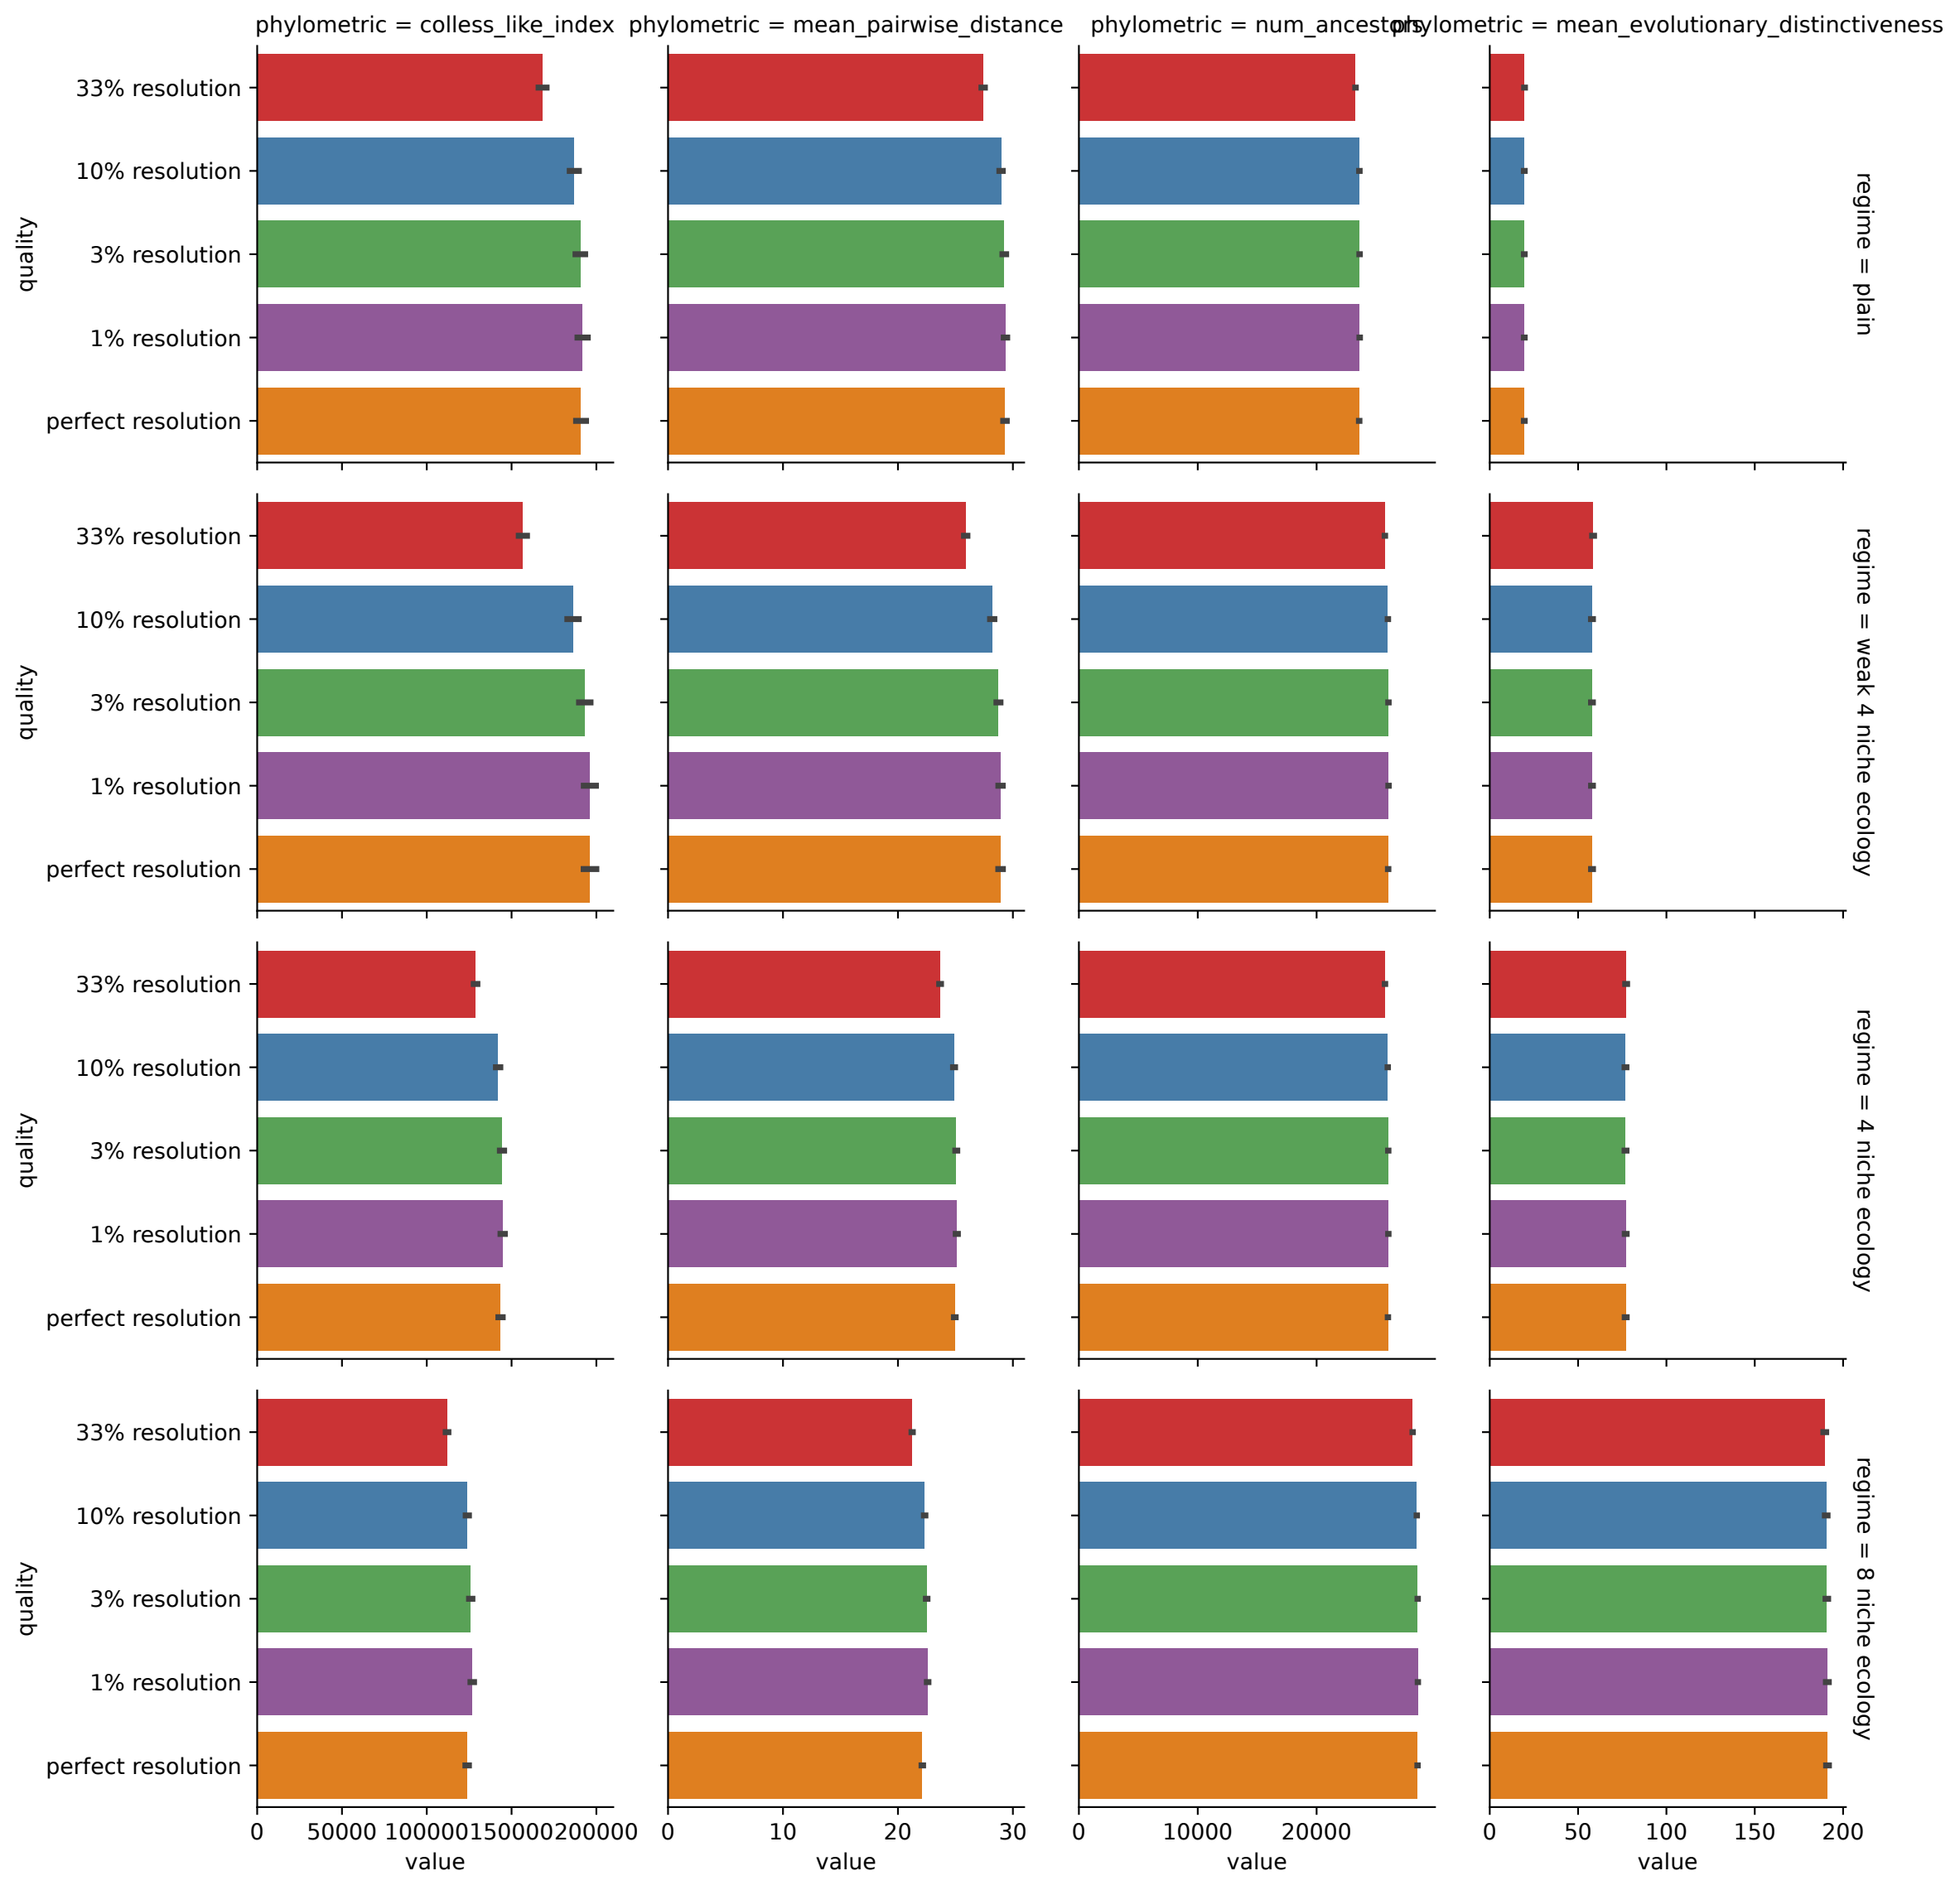 phylometric = colless_like_index
phylometric = mean_pairwise_distance
phylometric = num_ancestors
phylometric = mean_evolutionary_distinctiveness
quality
33% resolution
10% resolution
3% resolution
1% resolution
perfect resolution
regime = plain
quality
33% resolution
10% resolution
3% resolution
1% resolution
perfect resolution
regime = weak 4 niche ecology
quality
33% resolution
10% resolution
3% resolution
1% resolution
perfect resolution
regime = 4 niche ecology
quality
33% resolution
10% resolution
3% resolution
1% resolution
perfect resolution
regime = 8 niche ecology
0 50000 100000 150000 200000
value
0 10 20 30
value
0 10000 20000
value
0 50 100 150 200
value